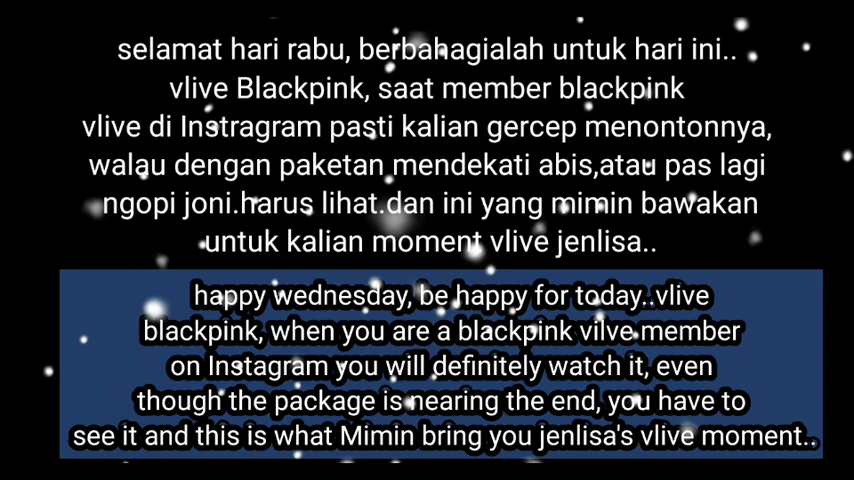 selamat hari rabu, berbahagialah untuk hari ini..
vlive Blackpink, saat member blackpink
vlive di Instragram pasti kalian gercep menontonnya,
walau dengan paketan mendekati abis,atau pas lagi
ngopi joni.harus lihat.dan ini yang mimin bawakan
untuk kalian moment vlive jenlisa..
happy wednesday, be happy for today..vlive
blackpink, when you are a blackpink vilve member
on Instagram you will definitely watch it, even
though the package is nearing the end, you have to
see it and this is what Mimin bring you jenlisa's vlive moment..